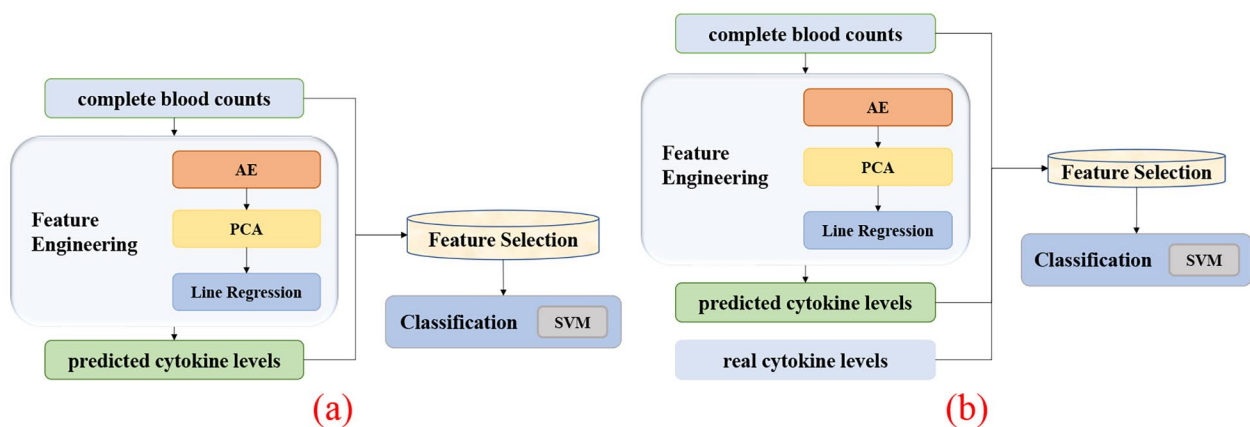 complete blood counts
Feature
Engineering
AE
PCA
Line Regression
predicted cytokine levels
Feature Selection
Classification
SVM
(a)
complete blood counts
Feature
Engineering
AE
PCA
Line Regression
predicted cytokine levels
real cytokine levels
Feature Selection
Classification
SVM
(b)